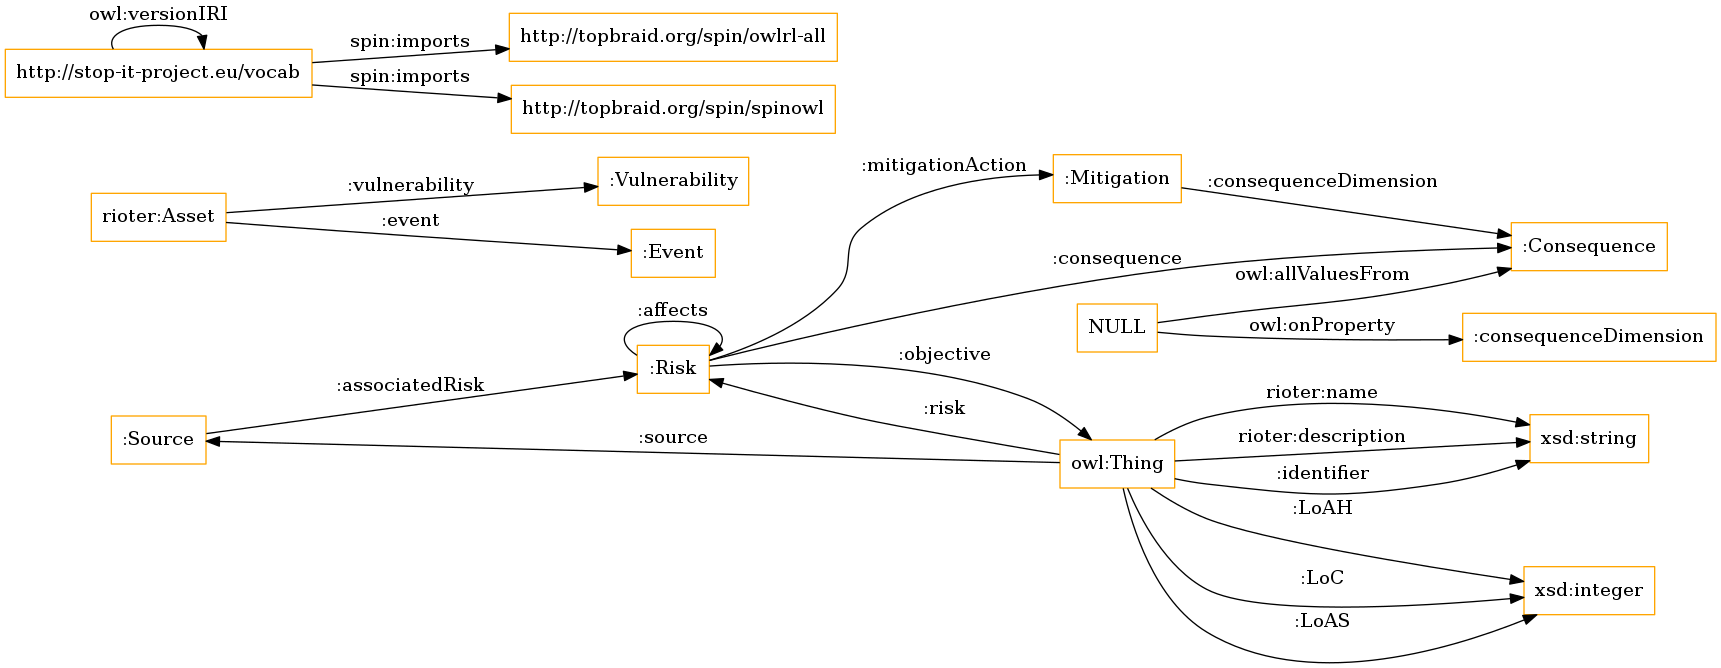 owl:versionIRI
http://stop-it-project.eu/vocab
spin:imports
http://topbraid.org/spin/owlrl-all
spin:imports
http://topbraid.org/spin/spinowl
rioter:Asset
:vulnerability
:Vulnerability
:event
:Event
:mitigationAction
:Mitigation
:consequenceDimension
:Consequence
:consequence
owl:allValuesFrom
NULL
owl:onProperty
:consequenceDimension
:affects
:Risk
:objective
:associatedRisk
:risk
:Source
:source
owl:Thing
rioter:name
rioter:description
:identifier
xsd:string
:LoAH
:LoC
:LoAS
xsd:integer